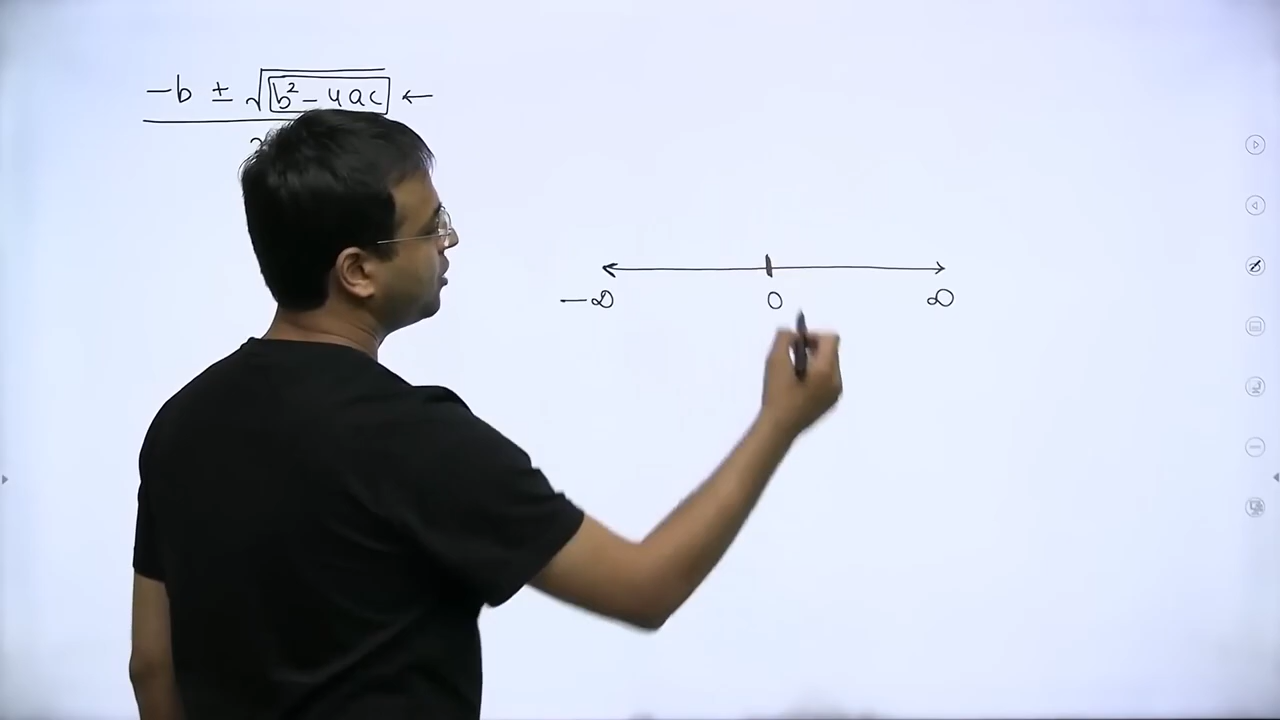 -b ± √b² - 4ac ←
-∞ 0 ∞